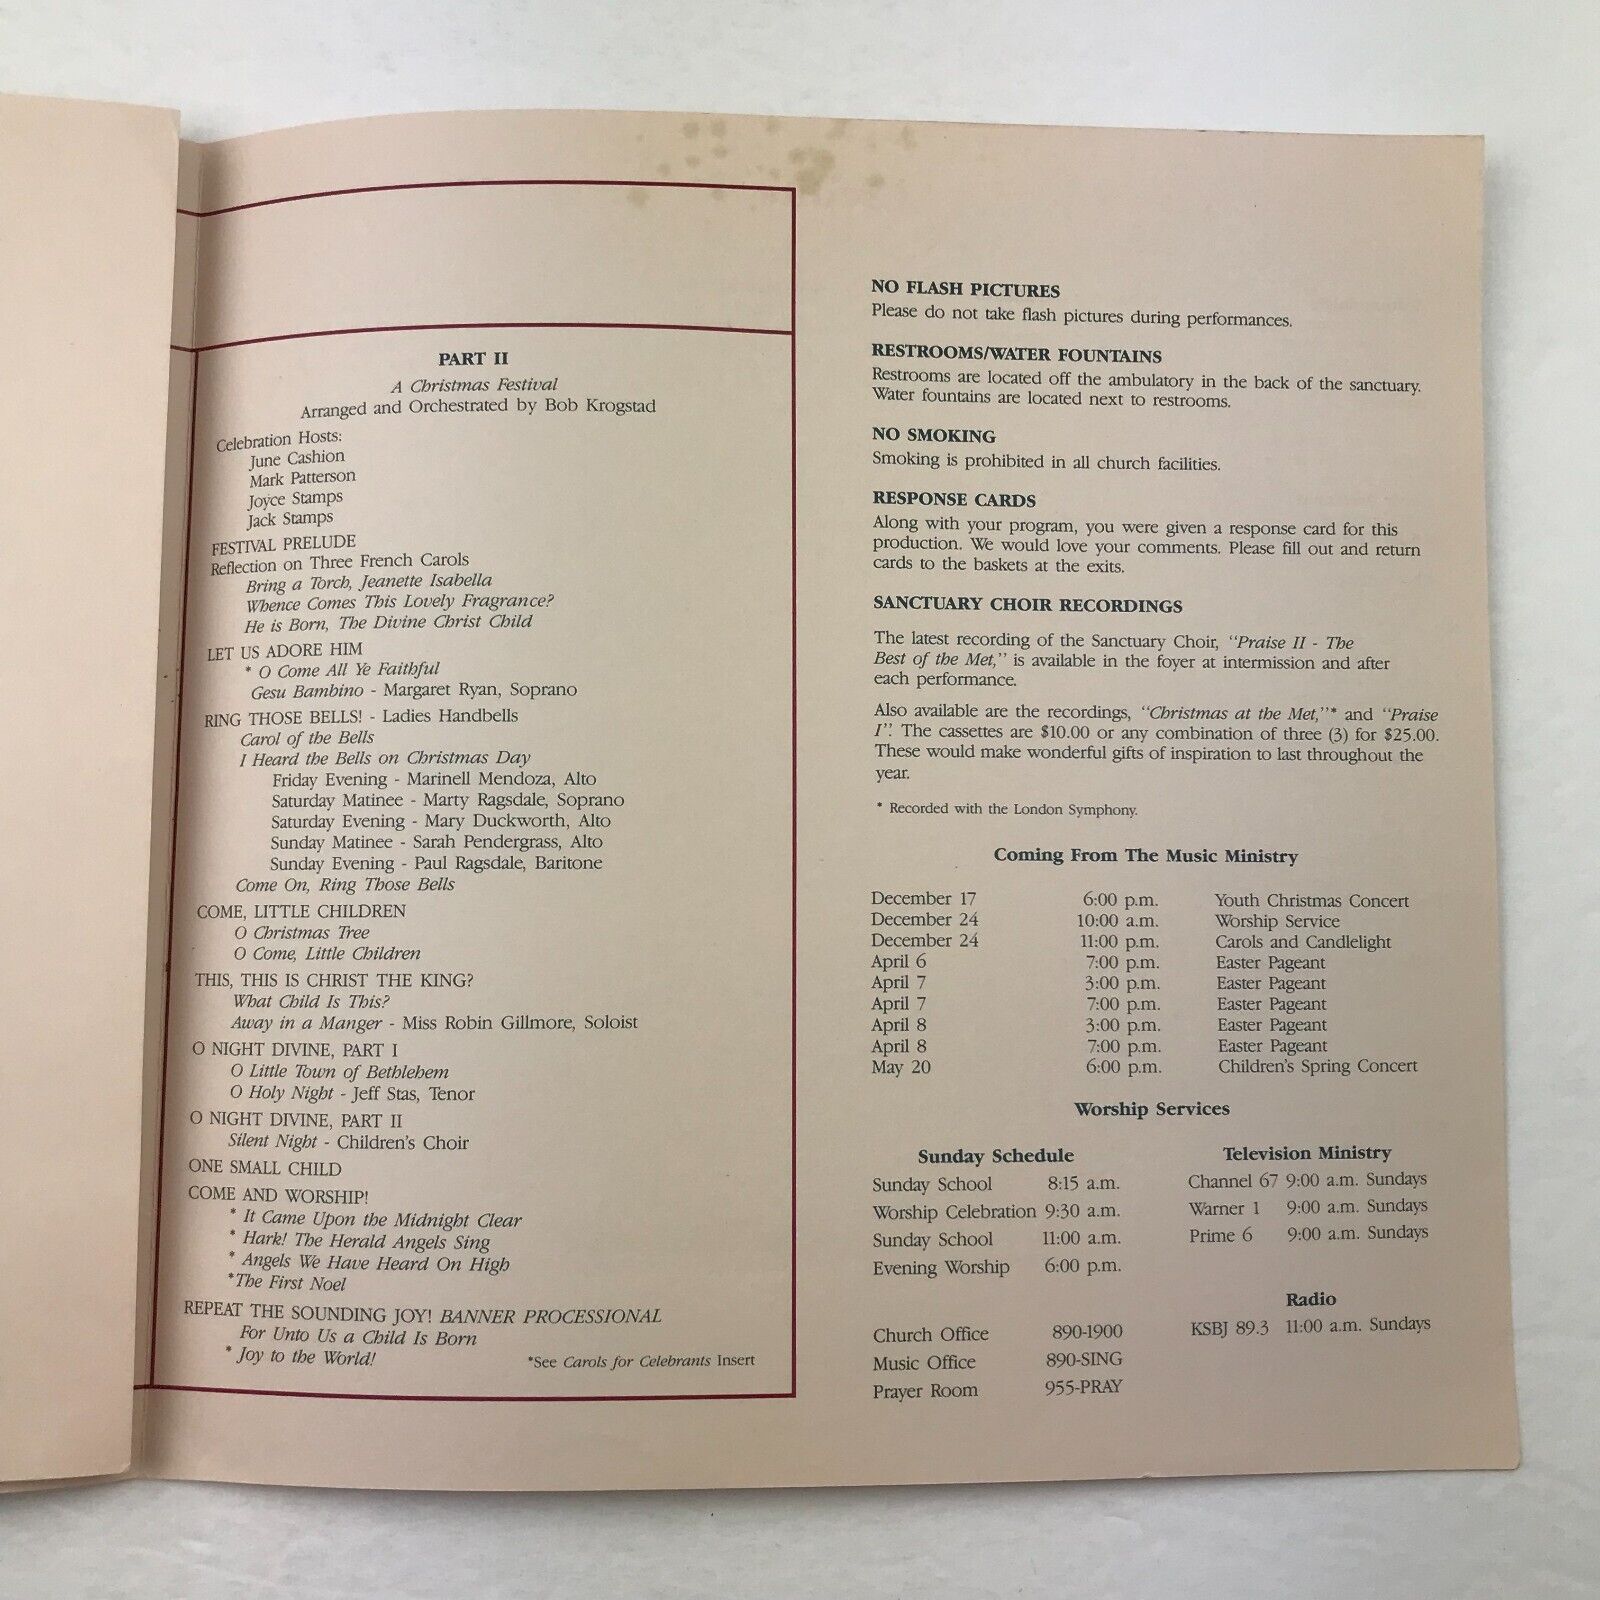 PART II
A Christmas Festival
Arranged and Orchestrated by Bob Krogstad
Celebration Hosts:
June Cashion
Mark Patterson
Joyce Stamps
Jack Stamps
FESTIVAL PRELUDE
Reflection on Three French Carols
Bring a Torch, Jeanette Isabella
Whence Comes This Lovely Fragrance?
He is Born, The Divine Christ Child
LET US ADORE HIM
* O Come All Ye Faithful
Gesu Bambino - Margaret Ryan, Soprano
RING THOSE BELLS! - Ladies Handbells
Carol of the Bells
I Heard the Bells on Christmas Day
Friday Evening - Marinell Mendoza, Alto
Saturday Matinee - Marty Ragsdale, Soprano
Saturday Evening - Mary Duckworth, Alto
Sunday Matinee - Sarah Pendergrass, Alto
Sunday Evening - Paul Ragsdale, Baritone
Come On, Ring Those Bells
COME, LITTLE CHILDREN
O Christmas Tree
O Come, Little Children
THIS, THIS IS CHRIST THE KING?
What Child Is This?
Away in a Manger - Miss Robin Gillmore, Soloist
O NIGHT DIVINE, PART I
O Little Town of Bethlehem
O Holy Night - Jeff Stas, Tenor
O NIGHT DIVINE, PART II
Silent Night - Children's Choir
ONE SMALL CHILD
COME AND WORSHIP!
* It Came Upon the Midnight Clear
* Hark! The Herald Angels Sing
* Angels We Have Heard On High
*The First Noel
REPEAT THE SOUNDING JOY! BANNER PROCESSIONAL
For Unto Us a Child Is Born
* Joy to the World!
*See Carols for Celebrants Insert
NO FLASH PICTURES
Please do not take flash pictures during performances.
RESTROOMS/WATER FOUNTAINS
Restrooms are located off the ambulatory in the back of the sanctuary.
Water fountains are located next to restrooms.
NO SMOKING
Smoking is prohibited in all church facilities.
RESPONSE CARDS
Along with your program, you were given a response card for this
production. We would love your comments. Please fill out and return
cards to the baskets at the exits.
SANCTUARY CHOIR RECORDINGS
The latest recording of the Sanctuary Choir, "Praise II - The
Best of the Met," is available in the foyer at intermission and after
each performance.
Also available are the recordings, "Christmas at the Met,"* and "Praise
I". The cassettes are $10.00 or any combination of three (3) for $25.00.
These would make wonderful gifts of inspiration to last throughout the
year.
* Recorded with the London Symphony.
Coming From The Music Ministry
December 17 6:00 p.m. Youth Christmas Concert
December 24 10:00 a.m. Worship Service
December 24 11:00 p.m. Carols and Candlelight
April 6 7:00 p.m. Easter Pageant
April 7 3:00 p.m. Easter Pageant
April 7 7:00 p.m. Easter Pageant
April 8 3:00 p.m. Easter Pageant
April 8 7:00 p.m. Easter Pageant
May 20 6:00 p.m. Children's Spring Concert
Worship Services
Sunday Schedule
Sunday School 8:15 a.m.
Worship Celebration 9:30 a.m.
Sunday School 11:00 a.m.
Evening Worship 6:00 p.m.
Church Office 890-1900
Music Office 890-SING
Prayer Room 955-PRAY
Television Ministry
Channel 67 9:00 a.m. Sundays
Warner 1 9:00 a.m. Sundays
Prime 6 9:00 a.m. Sundays
Radio
KSBJ 89.3 11:00 a.m. Sundays